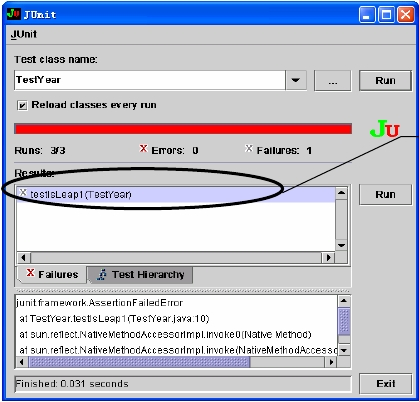 JUnit
JUnit
Test class name:
TestYear
...
Run
Reload classes every run
JU
Runs: 3/3
X Errors: 0
X Failures: 1
Results:
X testIsLeap1(TestYear)
Run
X Failures
Test Hierarchy
junit.framework.AssertionFailedError
at TestYear.testIsLeap1(TestYear.java:10)
at sun.reflect.NativeMethodAccessorImpl.invoke0(Native Method)
at sun.reflect.NativeMethodAccessorImpl.invoke(NativeMethodAccesso
Finished: 0.031 seconds
Exit